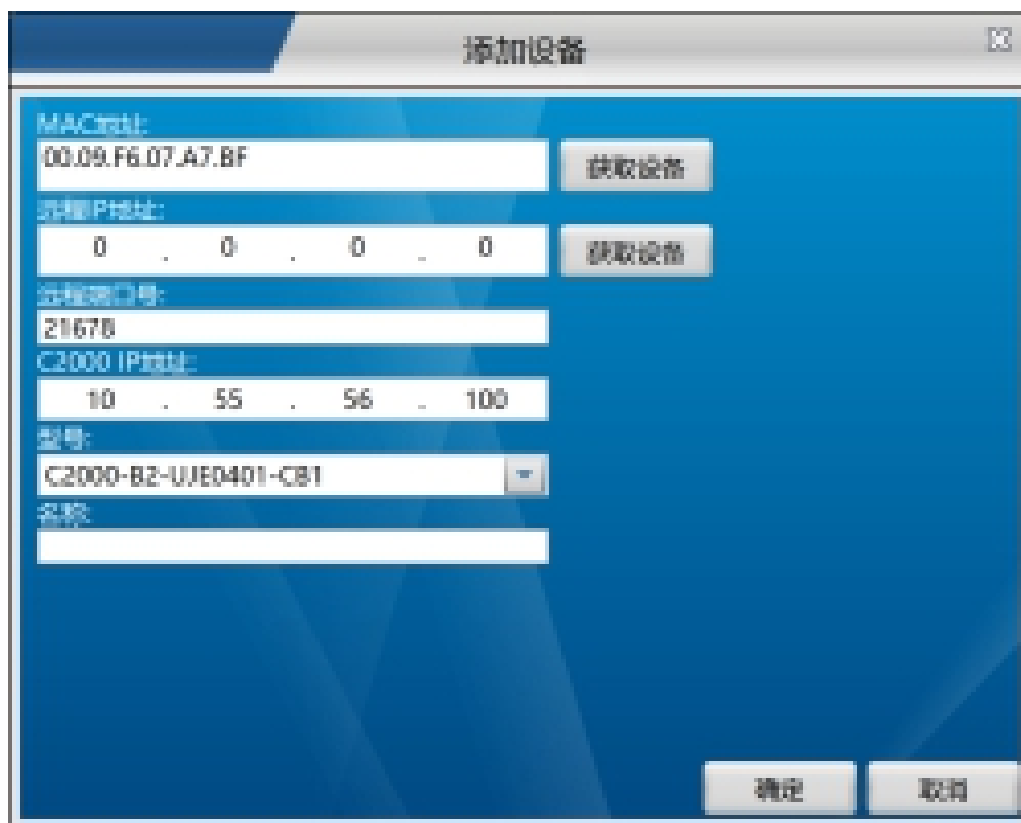 添加设备
MAC地址:
00.09.F6.07.A7.BF
获取设备
远程IP地址:
0 . 0 . 0 . 0
获取设备
远程端口号:
21678
C2000 IP地址:
10 . 55 . 56 . 100
型号:
C2000-B2-UJE0401-CB1
名称:
确定
取消